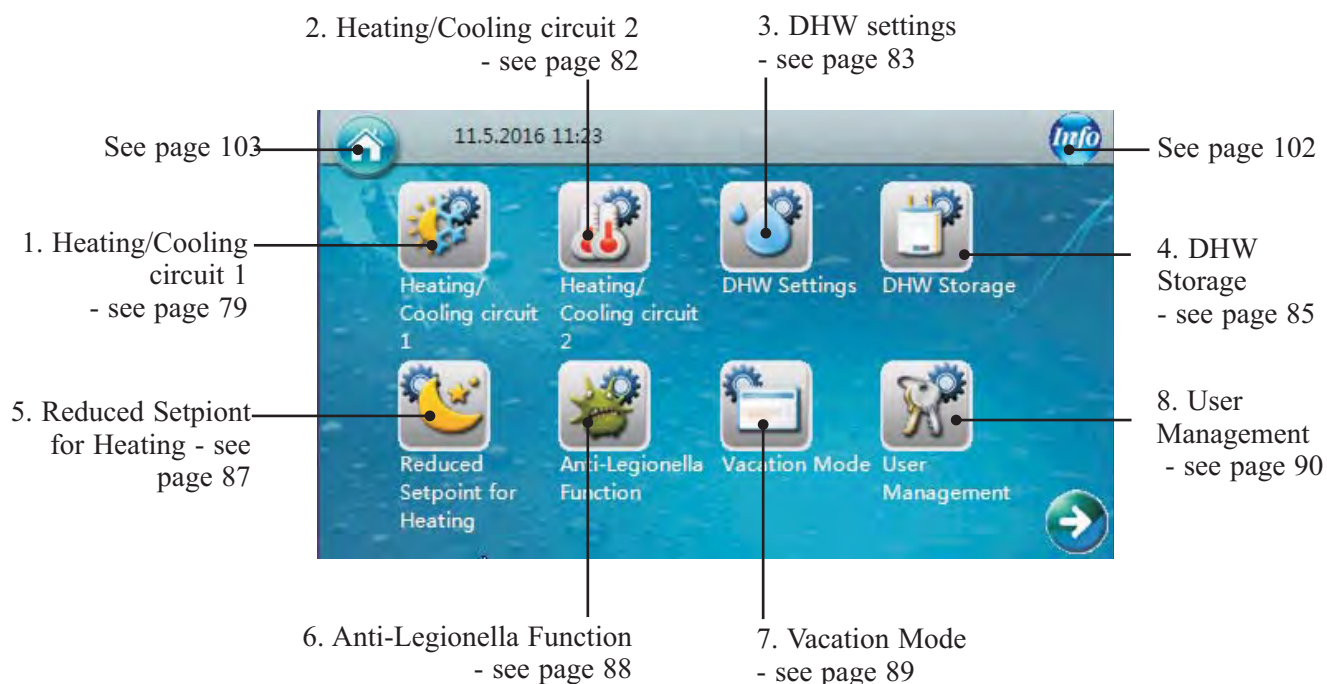 2. Heating/Cooling circuit 2
- see page 82
3. DHW settings
- see page 83
See page 103
11.5.2016 11:23
Info
See page 102
1. Heating/Cooling
circuit 1
- see page 79
Heating/
Cooling circuit
1
Heating/
Cooling circuit
2
DHW Settings
DHW Storage
4. DHW
Storage
- see page 85
5. Reduced Setpiont
for Heating - see
page 87
Reduced
Setpoint for
Heating
Anti-Legionella
Function
Vacation Mode
User
Management
8. User
Management
- see page 90
6. Anti-Legionella Function
- see page 88
7. Vacation Mode
- see page 89